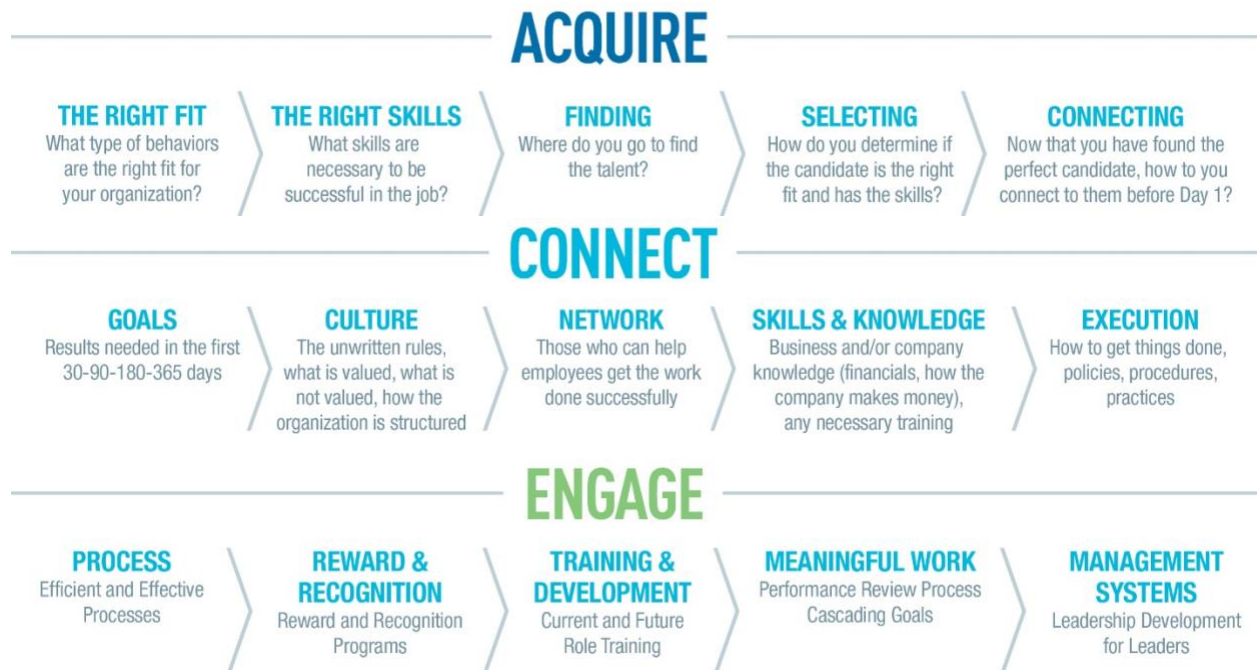 ACQUIRE
THE RIGHT FIT
What type of behaviors
are the right fit for
your organization?
THE RIGHT SKILLS
What skills are
necessary to be
successful in the job?
FINDING
Where do you go to find
the talent?
SELECTING
How do you determine if
the candidate is the right
fit and has the skills?
CONNECTING
Now that you have found the
perfect candidate, how to you
connect to them before Day 1?
CONNECT
GOALS
Results needed in the first
30-90-180-365 days
CULTURE
The unwritten rules,
what is valued, what is
not valued, how the
organization is structured
NETWORK
Those who can help
employees get the work
done successfully
SKILLS & KNOWLEDGE
Business and/or company
knowledge (financials, how the
company makes money),
any necessary training
EXECUTION
How to get things done,
policies, procedures,
practices
ENGAGE
PROCESS
Efficient and Effective
Processes
REWARD &
RECOGNITION
Reward and Recognition
Programs
TRAINING &
DEVELOPMENT
Current and Future
Role Training
MEANINGFUL WORK
Performance Review Process
Cascading Goals
MANAGEMENT
SYSTEMS
Leadership Development
for Leaders